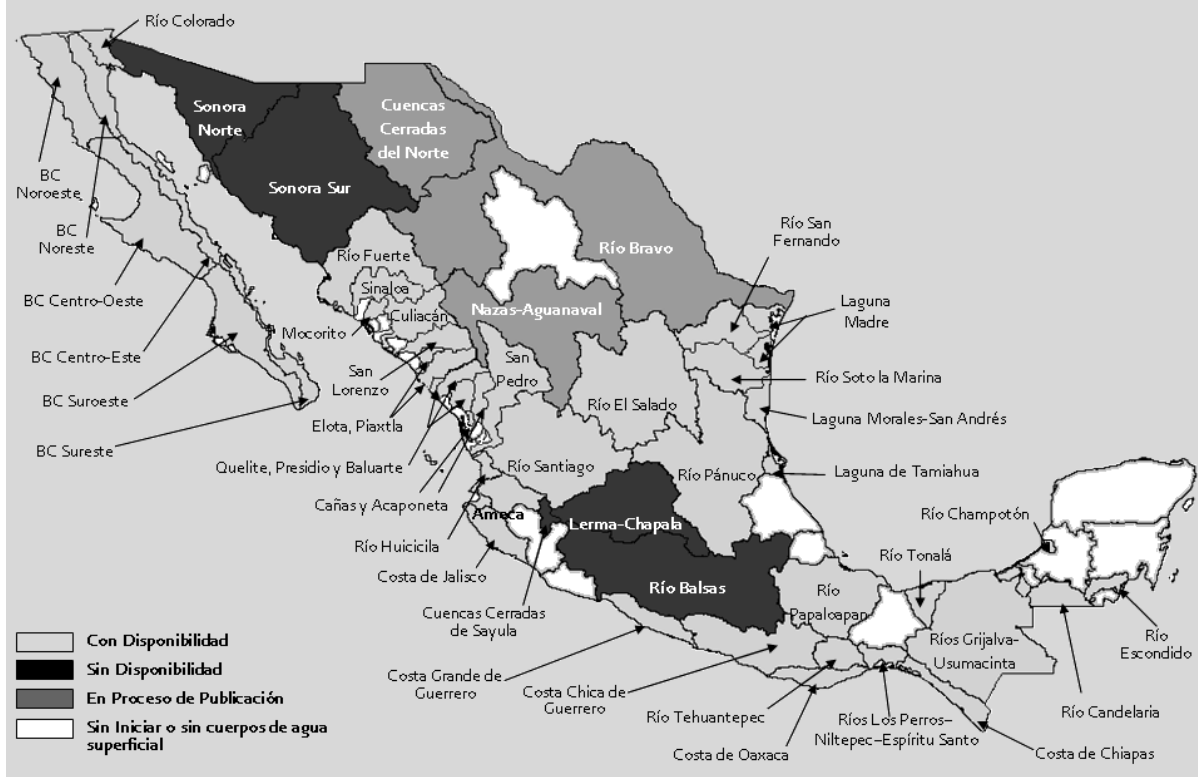 Río Colorado
Sonora
Norte
Cuencas
Cerradas
del Norte
BC
Noroeste
Sonora Sur
BC
Noreste
Río San
Fernando
Río Bravo
Río Fuerte
BC Centro-Oeste
Sinaloa
Nazas-Aguanaval
Laguna
Madre
Culiacán
Mocorito
BC Centro-Este
San
Pedro
San
Lorenzo
Río Soto la Marina
BC Suroeste
Río El Salado
Elota, Piaxtla
Laguna Morales-San Andrés
BC Sureste
Quelite, Presidio y Baluarte
Río Santiago
Río Pánuco
Laguna de Tamiahua
Cañas y Acaponeta
Ameca
Lerma-Chapala
Río Champotón
Río Huicicila
Río Tonalá
Costa de Jalisco
Río Balsas
Río
Papaloapan
Cuencas Cerradas
de Sayula
Ríos Grijalva-
Usumacinta
Río
Escondido
Costa Grande de
Guerrero
Costa Chica de
Guerrero
Río Tehuantepec
Ríos Los Perros-
Niltepec-Espíritu Santo
Río Candelaria
Costa de Oaxaca
Costa de Chiapas
Con Disponibilidad
Sin Disponibilidad
En Proceso de Publicación
Sin Iniciar o sin cuerpos de agua
superficial